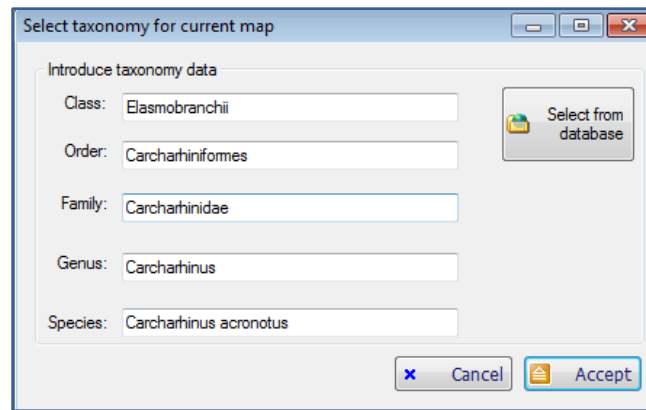 Select taxonomy for current map
Introduce taxonomy data
Class: Elasmobranchii
Select from
database
Order: Carcharhiniformes
Family: Carcharhinidae
Genus: Carcharhinus
Species: Carcharhinus acronotus
Cancel
Accept